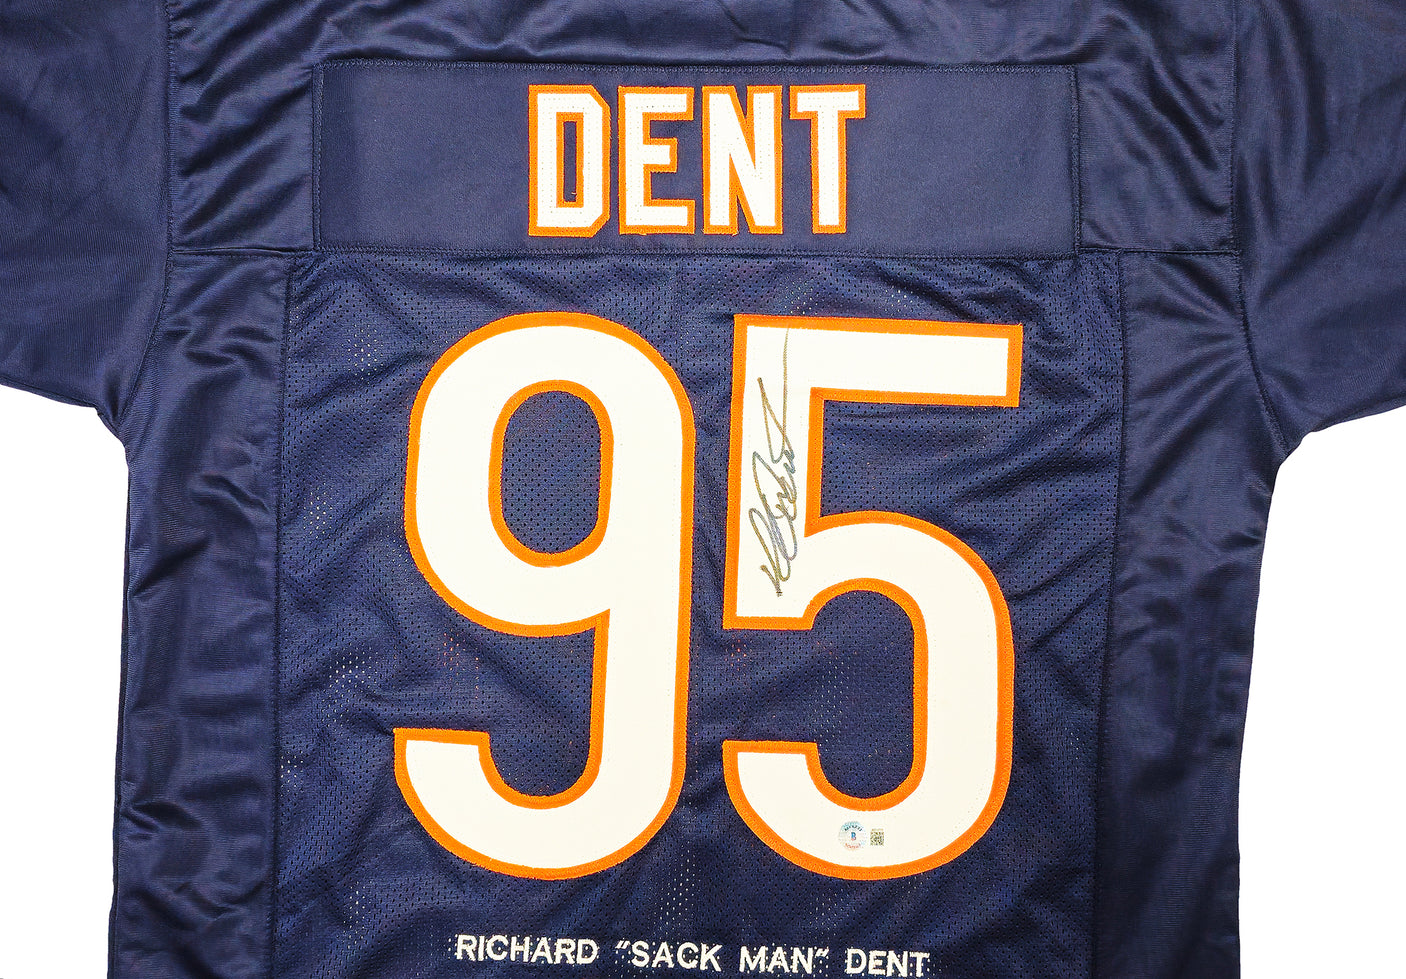 DENT
95
RICHARD "SACK MAN" DENT
B